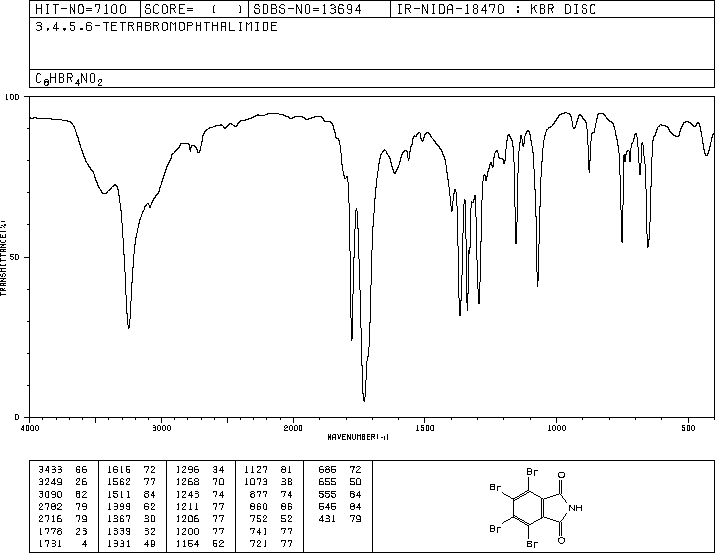 HIT-NO=7100 SCORE= ( ) SDBS-NO=13694 IR-NIDA-18470 : KBR DISC
3,4,5,6-TETRABROMOPHTHALIMIDE
C8HBR4NO2
100
50
0
TRANSMITTANCE(%)
4000 3000 2000 1500 1000 500
WAVENUMBER(-1)
3433 66 1616 72 1296 34 1127 81 686 72
3249 26 1562 77 1268 70 1073 38 655 50
3090 62 1511 84 1243 74 877 74 555 84
2782 79 1399 62 1211 77 860 86 545 84
2716 79 1367 30 1206 77 752 52 431 79
1778 23 1339 32 1200 77 741 77
1731 4 1331 49 1154 52 721 77
Br
Br
Br
Br
O
O
NH